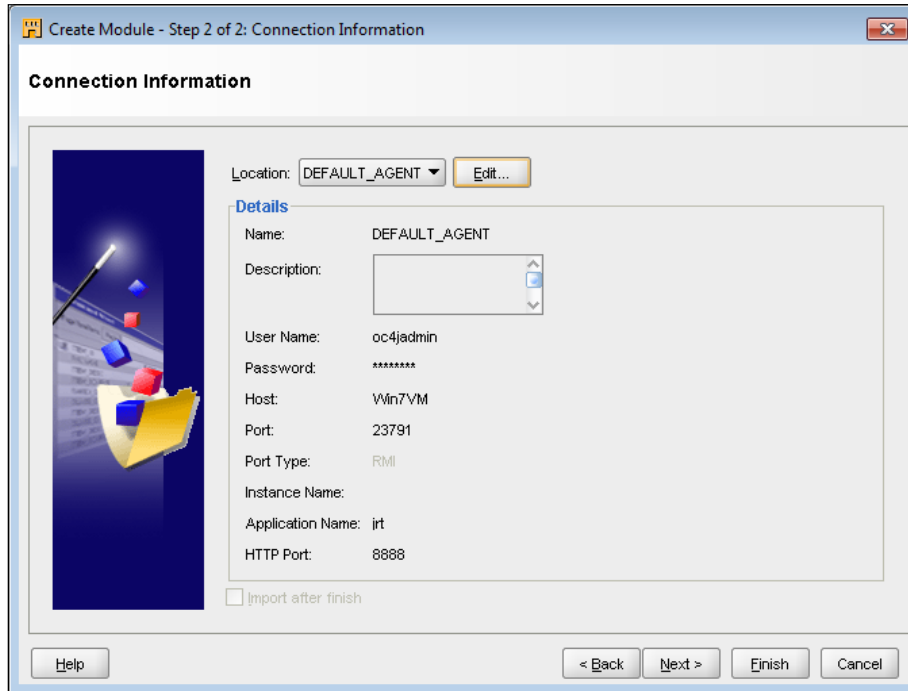 Create Module - Step 2 of 2: Connection Information
Connection Information
Location: DEFAULT_AGENT Edit...
Details
Name: DEFAULT_AGENT
Description:
User Name: oc4jadmin
Password: ********
Host: Win7VM
Port: 23791
Port Type: RMI
Instance Name:
Application Name: jrt
HTTP Port: 8888
Import after finish
Help < Back Next > Finish Cancel